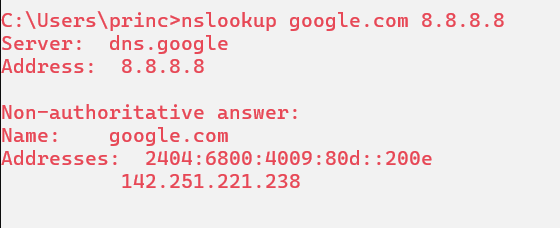 C:\Users\princ>nslookup google.com 8.8.8.8
Server:  dns.google
Address:  8.8.8.8

Non-authoritative answer:
Name:    google.com
Addresses:  2404:6800:4009:80d::200e
          142.251.221.238